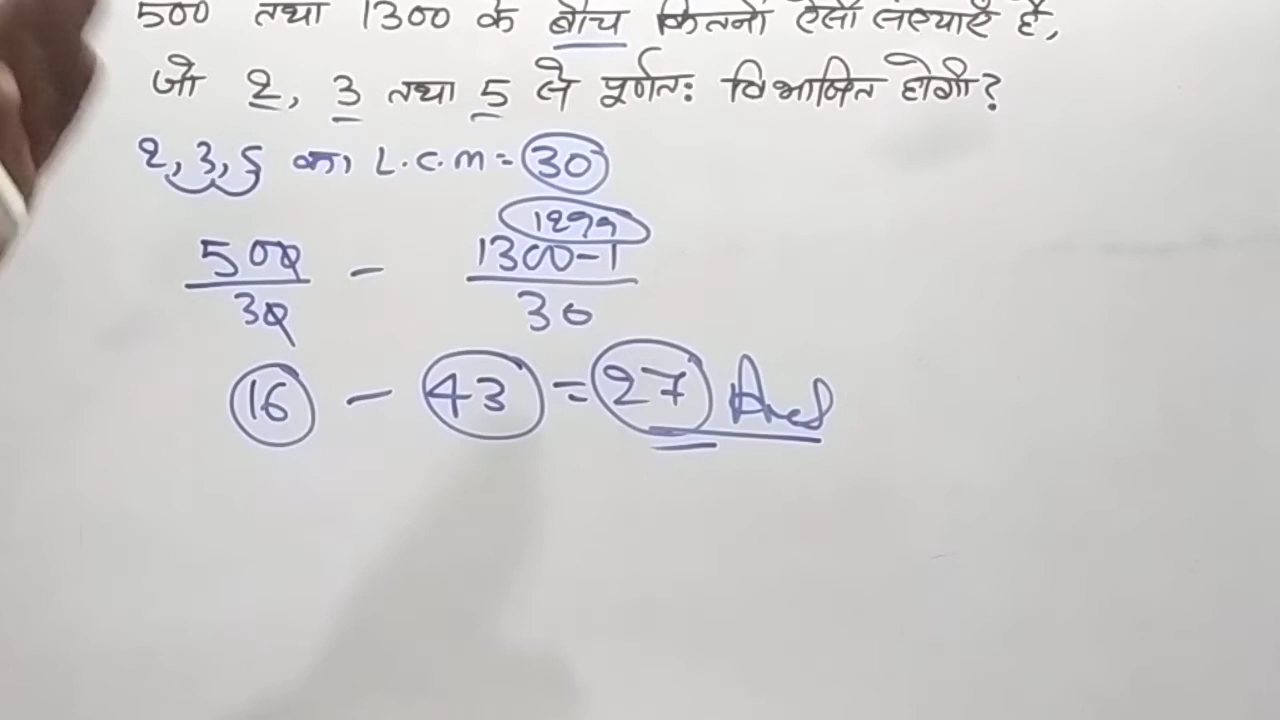 500 तथा 1300 के बीच कितनी ऐसी संख्याएँ है,
जो 2, 3 तथा 5 से पूर्णतः विभाजित होगी?
2, 3, 5 का L.C.M = 30
1299
500/30 - 1300-1/30
16 - 43 = 27 Ans